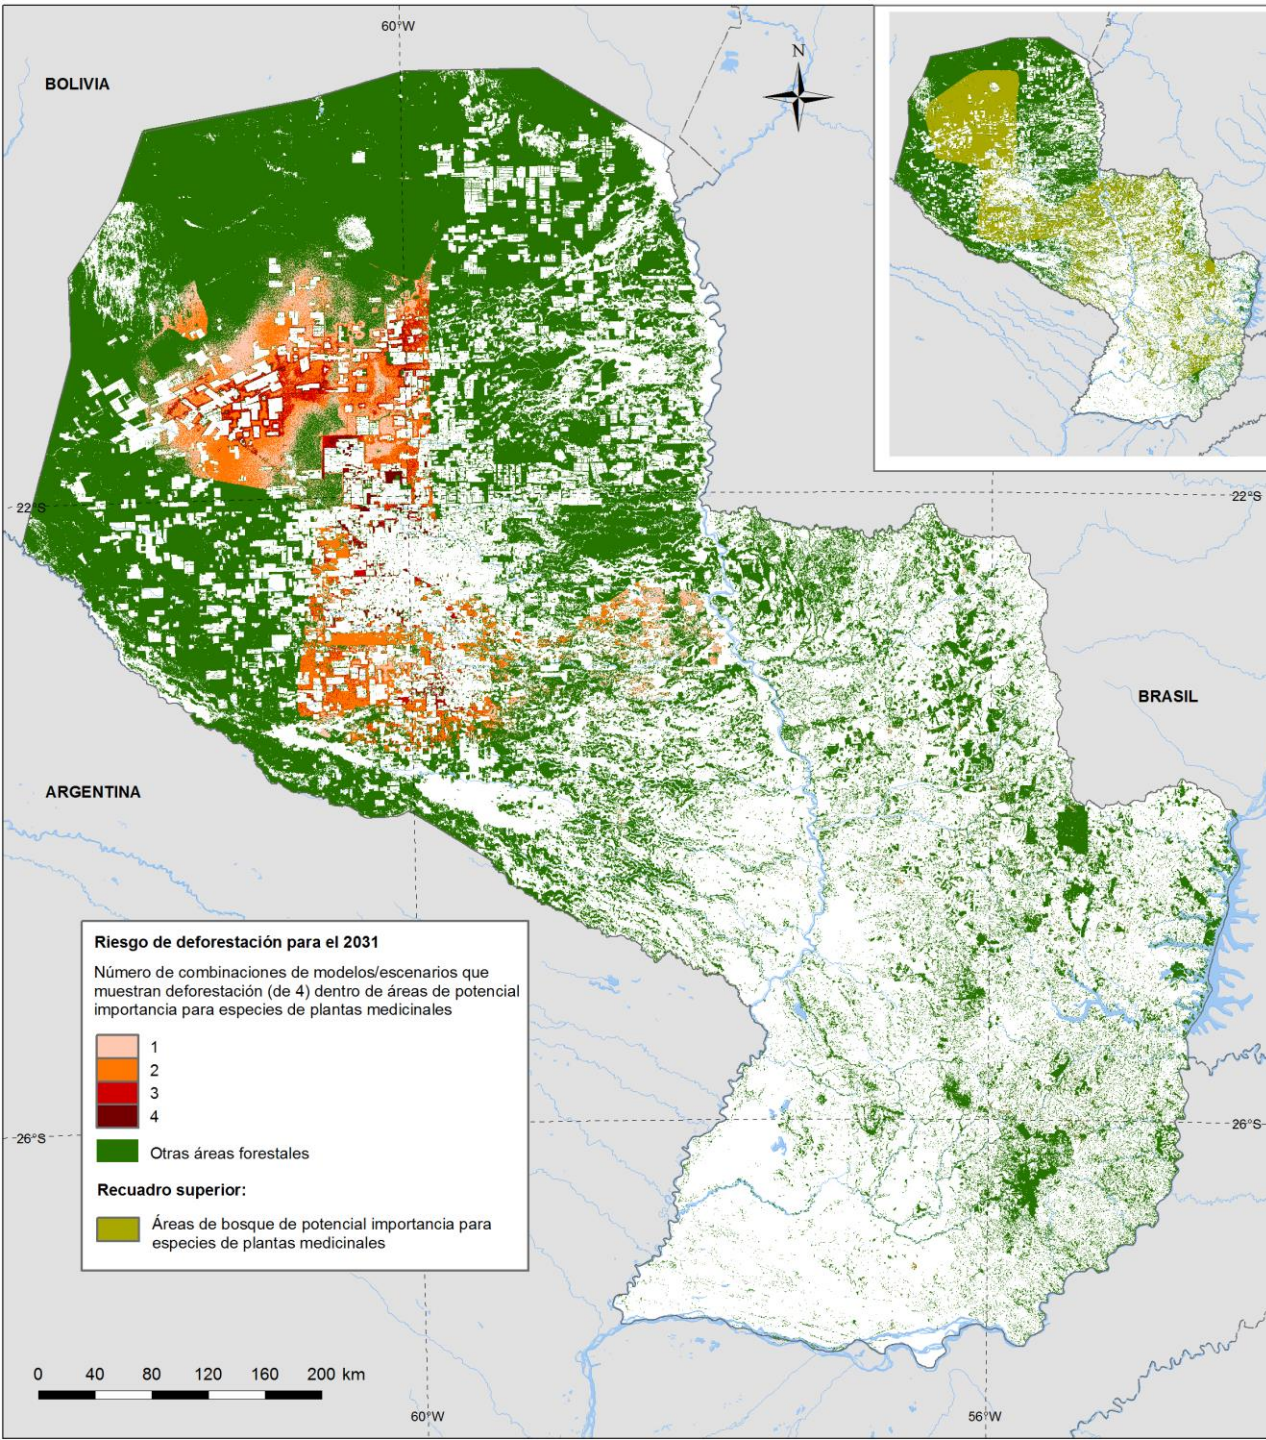 60°W
BOLIVIA
N
22°S
22°S
BRASIL
ARGENTINA
Riesgo de deforestación para el 2031
Número de combinaciones de modelos/escenarios que
muestran deforestación (de 4) dentro de áreas de potencial
importancia para especies de plantas medicinales
1
2
3
4
Otras áreas forestales
Recuadro superior:
Áreas de bosque de potencial importancia para
especies de plantas medicinales
26°S
26°S
0 40 80 120 160 200 km
60°W
56°W